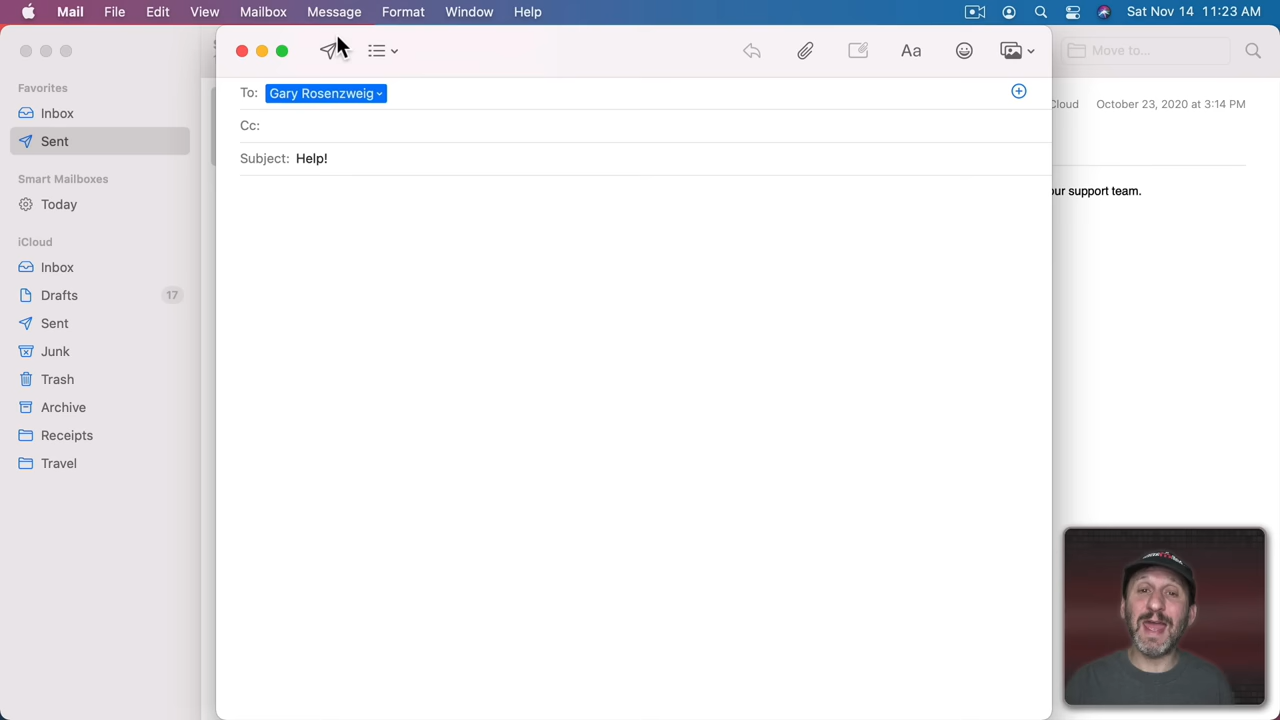 Mail File Edit View Mailbox Message Format Window Help Sat Nov 14 11:23 AM
Aa Move to...
Favorites
Inbox
Sent
Smart Mailboxes
Today
iCloud
Inbox
Drafts 17
Sent
Junk
Trash
Archive
Receipts
Travel
To: Gary Rosenzweig
Cc:
Subject: Help!
Cloud October 23, 2020 at 3:14 PM
our support team.